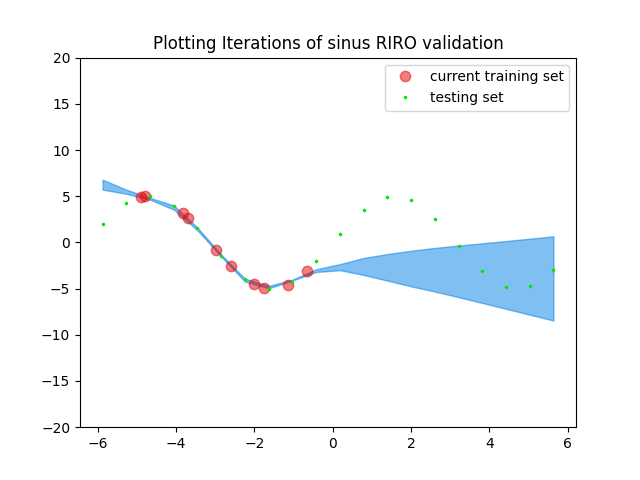 Plotting Iterations of sinus RIRO validation
current training set
testing set
20
15
10
5
0
−5
−10
−15
−20
−6 −4 −2 0 2 4 6